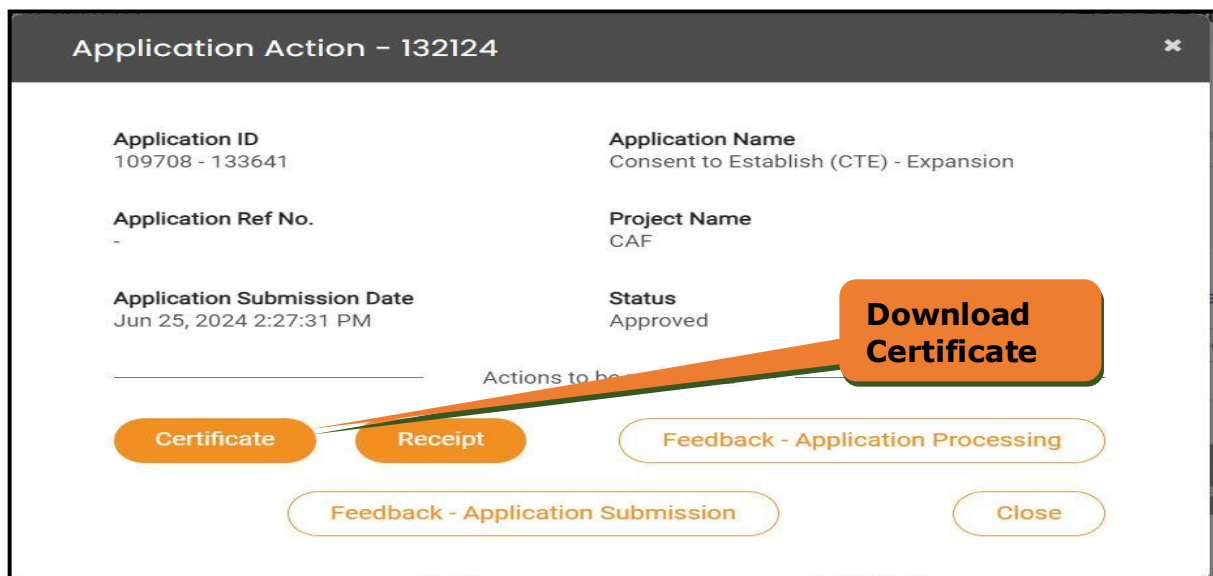 Application Action - 132124
Application ID
109708 - 133641
Application Name
Consent to Establish (CTE) - Expansion
Application Ref No.
-
Project Name
CAF
Application Submission Date
Jun 25, 2024 2:27:31 PM
Status
Approved
Download
Certificate
Actions to be
Certificate
Receipt
Feedback - Application Processing
Feedback - Application Submission
Close